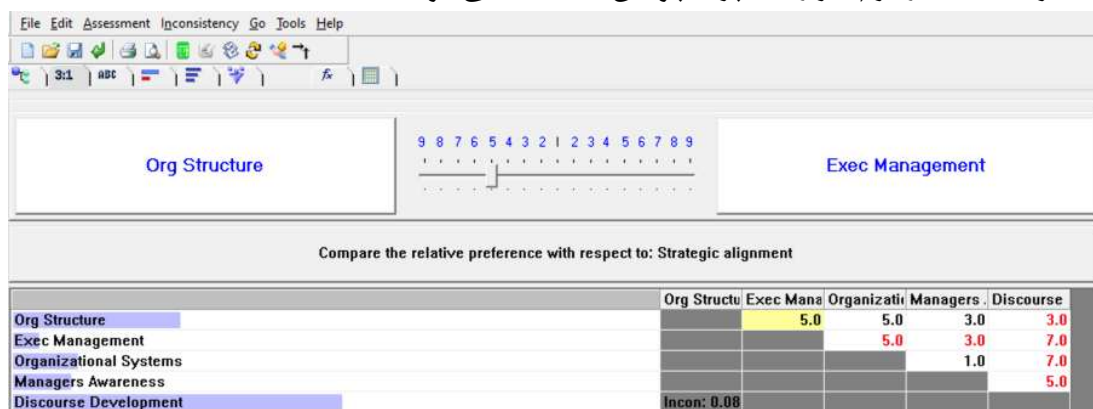 File Edit Assessment Inconsistency Go Tools Help
3:1 ABC fx
9 8 7 6 5 4 3 2 1 2 3 4 5 6 7 8 9
Org Structure Exec Management
Compare the relative preference with respect to: Strategic alignment
Org Structu Exec Mana Organizati Managers . Discourse
Org Structure 5.0 5.0 3.0 3.0
Exec Management 5.0 3.0 7.0
Organizational Systems 1.0 7.0
Managers Awareness 5.0
Discourse Development Incon: 0.08